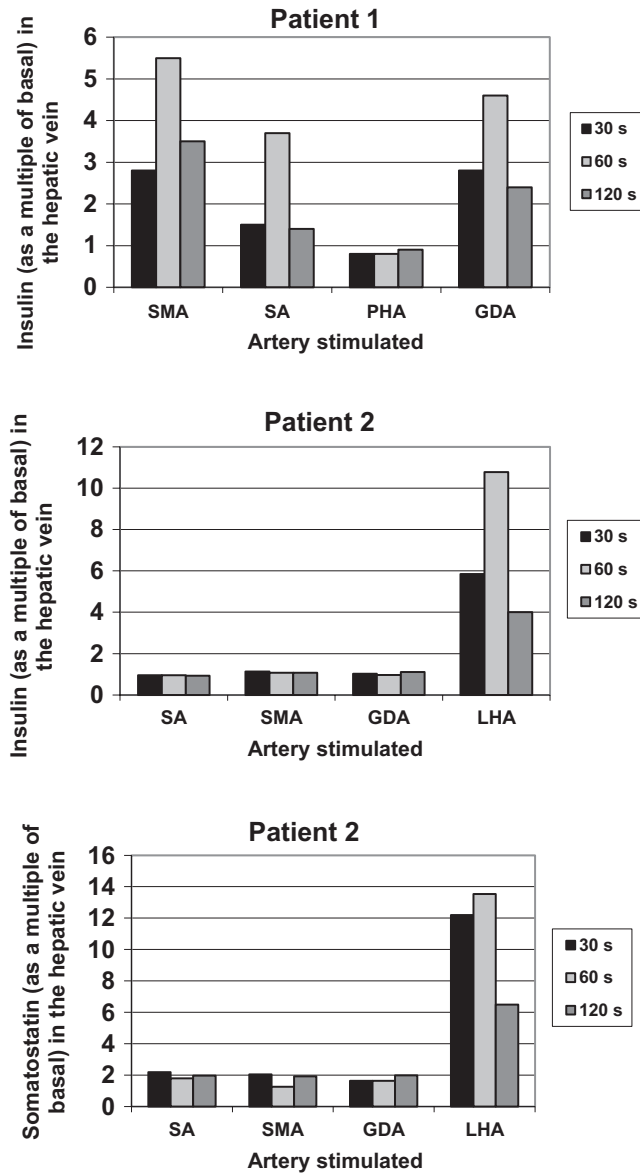 Patient 1
Insulin (as a multiple of basal) in
the hepatic vein
6
5
4
3
2
1
0
SMA
SA
PHA
GDA
Artery stimulated
30 s
60 s
120 s
Patient 2
Insulin (as a multiple of basal) in
the hepatic vein
12
10
8
6
4
2
0
SA
SMA
GDA
LHA
Artery stimulated
30 s
60 s
120 s
Patient 2
Somatostatin (as a multiple of
basal) in the hepatic vein
16
14
12
10
8
6
4
2
0
SA
SMA
GDA
LHA
Artery stimulated
30 s
60 s
120 s